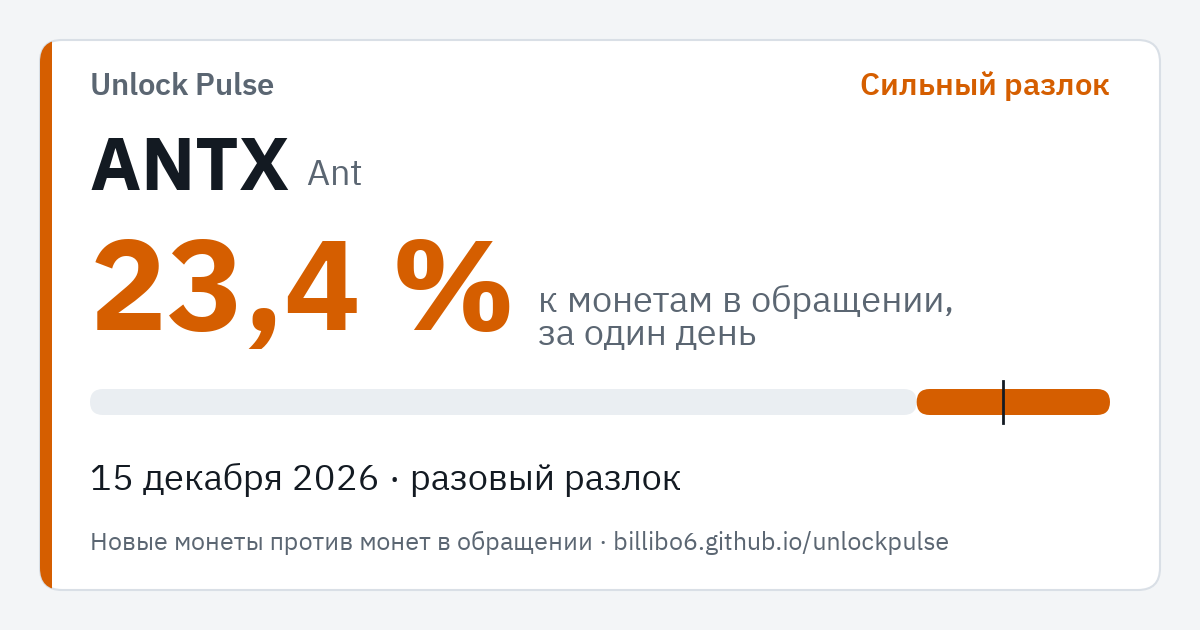 Unlock Pulse
Сильный разлок
ANTX Ant
23,4 % к монетам в обращении,
за один день
15 декабря 2026 · разовый разлок
Новые монеты против монет в обращении · billibo6.github.io/unlockpulse